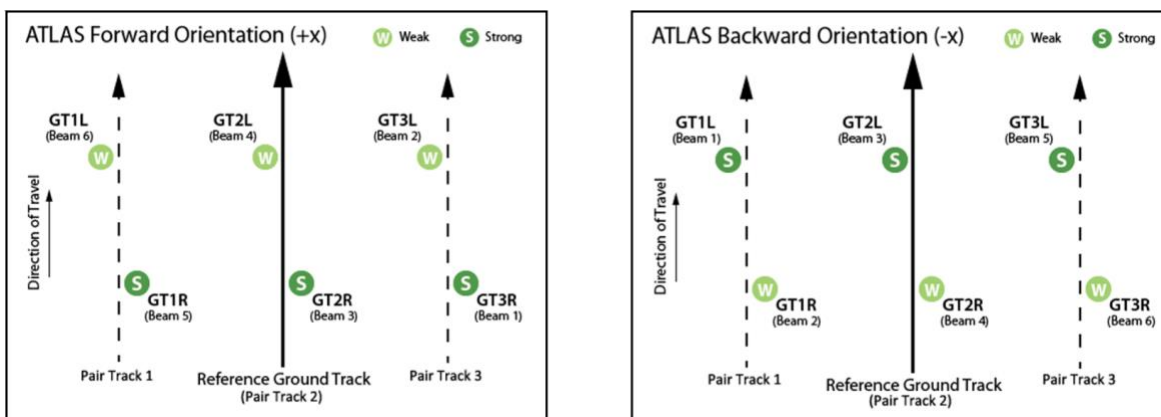 ATLAS Forward Orientation (+x)
W Weak
S Strong
GT1L
(Beam 6)
W
GT2L
(Beam 4)
W
GT3L
(Beam 2)
W
Direction of Travel
S
GT1R
(Beam 5)
S
GT2R
(Beam 3)
S
GT3R
(Beam 1)
Pair Track 1
Reference Ground Track
(Pair Track 2)
Pair Track 3
ATLAS Backward Orientation (-x)
W Weak
S Strong
GT1L
(Beam 1)
S
GT2L
(Beam 3)
S
GT3L
(Beam 5)
S
Direction of Travel
W
GT1R
(Beam 2)
W
GT2R
(Beam 4)
W
GT3R
(Beam 6)
Pair Track 1
Reference Ground Track
(Pair Track 2)
Pair Track 3